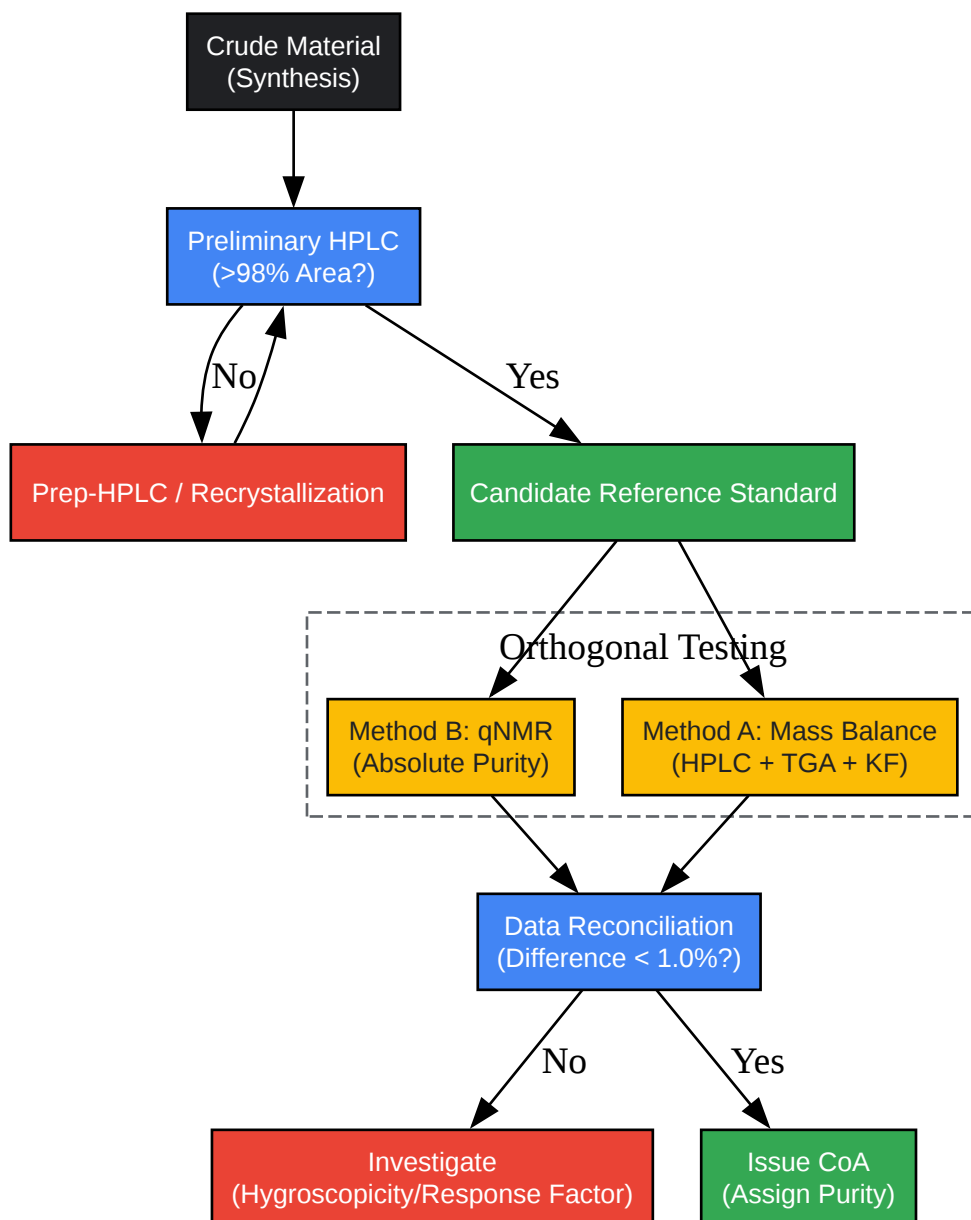 Crude Material
(Synthesis)
Preliminary HPLC
(>98% Area?)
No
Yes
Prep-HPLC / Recrystallization
Candidate Reference Standard
Orthogonal Testing
Method B: qNMR
(Absolute Purity)
Method A: Mass Balance
(HPLC + TGA + KF)
Data Reconciliation
(Difference < 1.0%?)
No
Yes
Investigate
(Hygroscopicity/Response Factor)
Issue CoA
(Assign Purity)